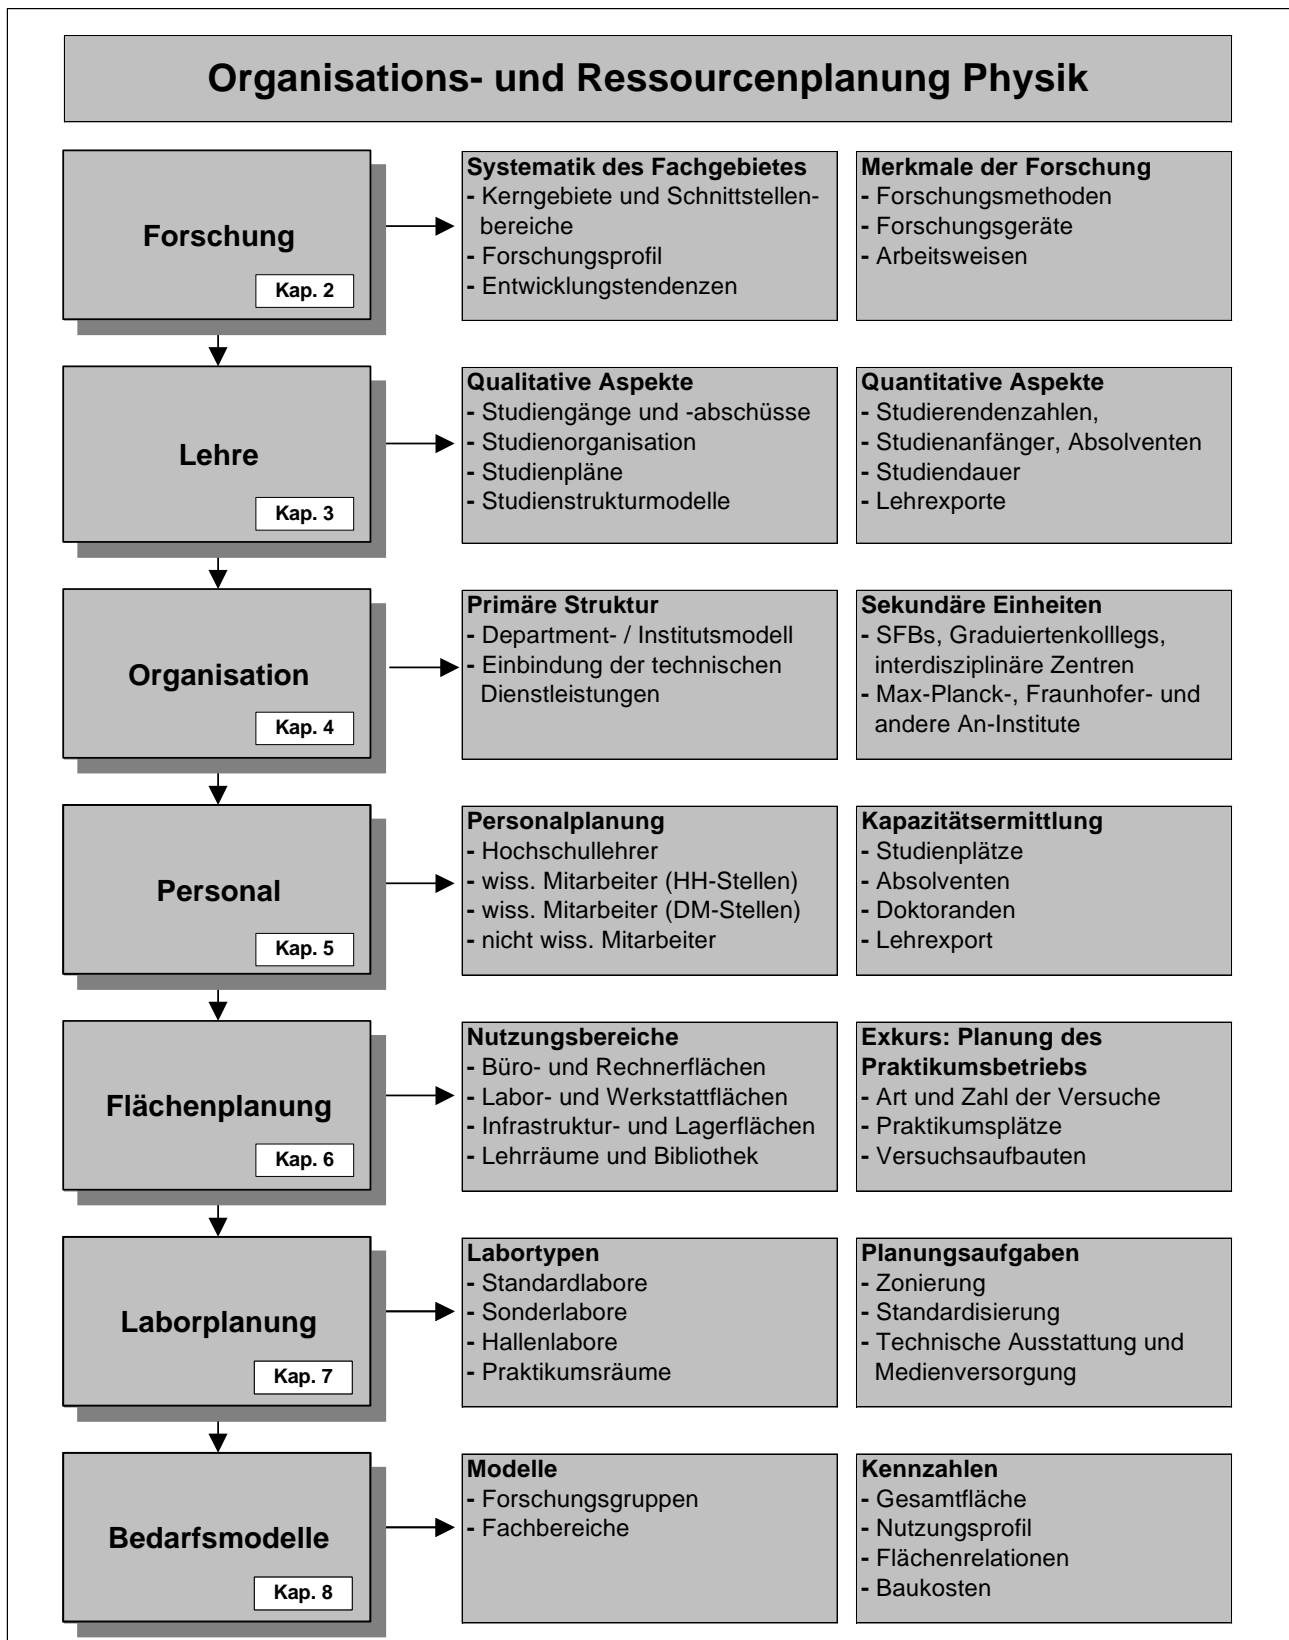 Organisations- und Ressourcenplanung Physik
Forschung
Kap. 2
Systematik des Fachgebietes
- Kerngebiete und Schnittstellen-
bereiche
- Forschungsprofil
- Entwicklungstendenzen
Merkmale der Forschung
- Forschungsmethoden
- Forschungsgeräte
- Arbeitsweisen
Lehre
Kap. 3
Qualitative Aspekte
- Studiengänge und -abschüsse
- Studienorganisation
- Studienpläne
- Studienstrukturmodelle
Quantitative Aspekte
- Studierendenzahlen,
- Studienanfänger, Absolventen
- Studiendauer
- Lehrexporte
Organisation
Kap. 4
Primäre Struktur
- Department- / Institutsmodell
- Einbindung der technischen
Dienstleistungen
Sekundäre Einheiten
- SFBs, Graduiertenkolllegs,
interdisziplinäre Zentren
- Max-Planck-, Fraunhofer- und
andere An-Institute
Personal
Kap. 5
Personalplanung
- Hochschullehrer
- wiss. Mitarbeiter (HH-Stellen)
- wiss. Mitarbeiter (DM-Stellen)
- nicht wiss. Mitarbeiter
Kapazitätsermittlung
- Studienplätze
- Absolventen
- Doktoranden
- Lehrexport
Flächenplanung
Kap. 6
Nutzungsbereiche
- Büro- und Rechnerflächen
- Labor- und Werkstattflächen
- Infrastruktur- und Lagerflächen
- Lehrräume und Bibliothek
Exkurs: Planung des
Praktikumsbetriebs
- Art und Zahl der Versuche
- Praktikumsplätze
- Versuchsaufbauten
Laborplanung
Kap. 7
Labortypen
- Standardlabore
- Sonderlabore
- Hallenlabore
- Praktikumsräume
Planungsaufgaben
- Zonierung
- Standardisierung
- Technische Ausstattung und
Medienversorgung
Bedarfsmodelle
Kap. 8
Modelle
- Forschungsgruppen
- Fachbereiche
Kennzahlen
- Gesamtfläche
- Nutzungsprofil
- Flächenrelationen
- Baukosten